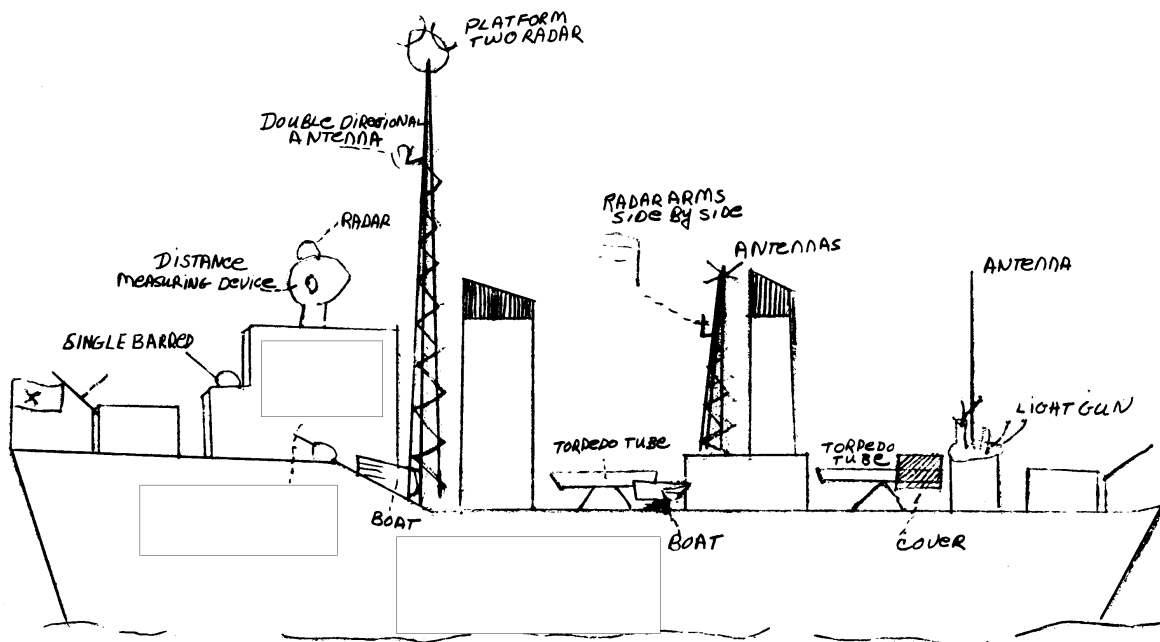 PLATFORM
TWO RADAR
DOUBLE DIRECTIONAL
ANTENNA
RADAR
DISTANCE
MEASURING DEVICE
SINGLE BARRED
RADAR ARMS
SIDE BY SIDE
ANTENNAS
ANTENNA
LIGHT GUN
TORPEDO TUBE
TORPEDO
TUBE
BOAT
BOAT
COVER